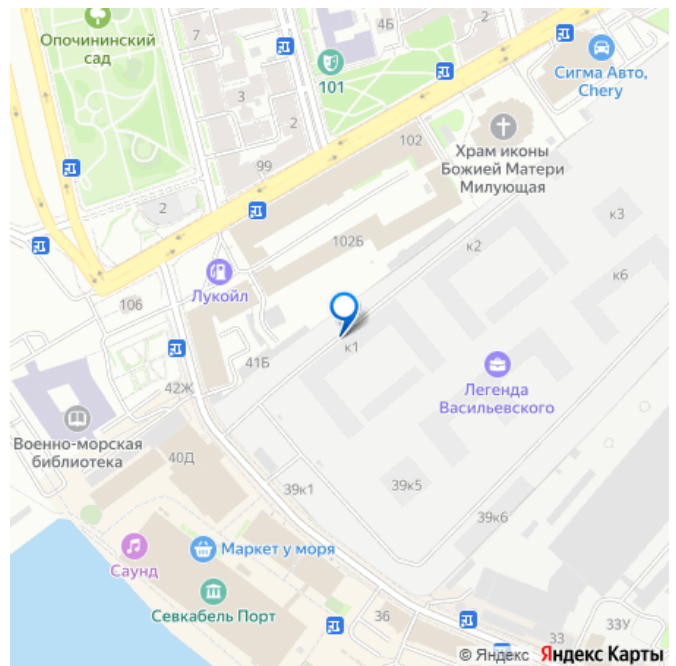 Опочининский
сад
7
4Б
101
3
2
Сигма Авто,
Chery
99
102
Храм иконы
Божией Матери
Милующая
2
102Б
к3
к2
к6
Лукойл
106
к1
41Б
42Ж
Легенда
Васильевского
Военно-морская
библиотека
40Д
39к1
39к5
39к6
Маркет у моря
Саунд
Севкабель Порт
36
33
33У
© Яндекс Яндекс Карты